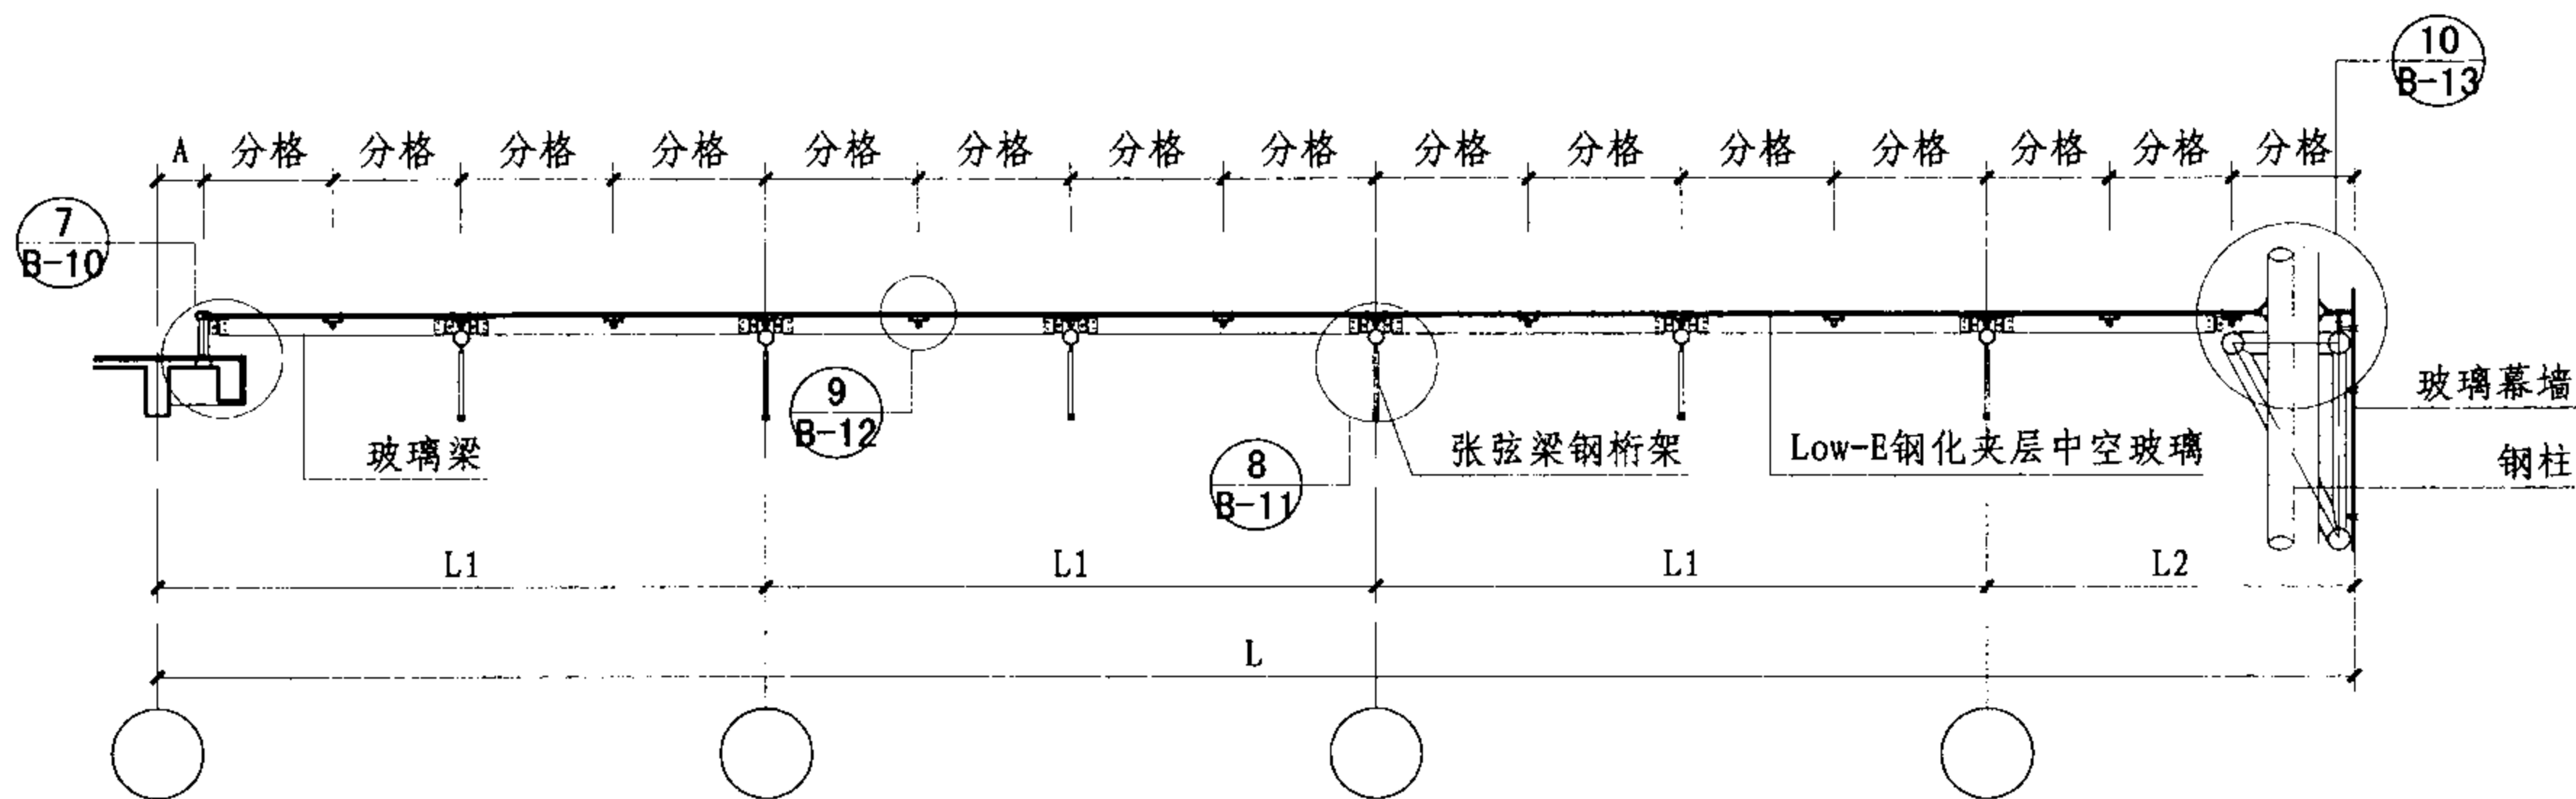 10
B-13
A 分格 分格 分格 分格 分格 分格 分格 分格 分格 分格 分格 分格 分格 分格 分格
7
B-10
9
B-12
8
B-11
玻璃梁
张弦梁钢桁架
Low-E钢化夹层中空玻璃
玻璃幕墙
钢柱
L1 L1 L1 L2
L